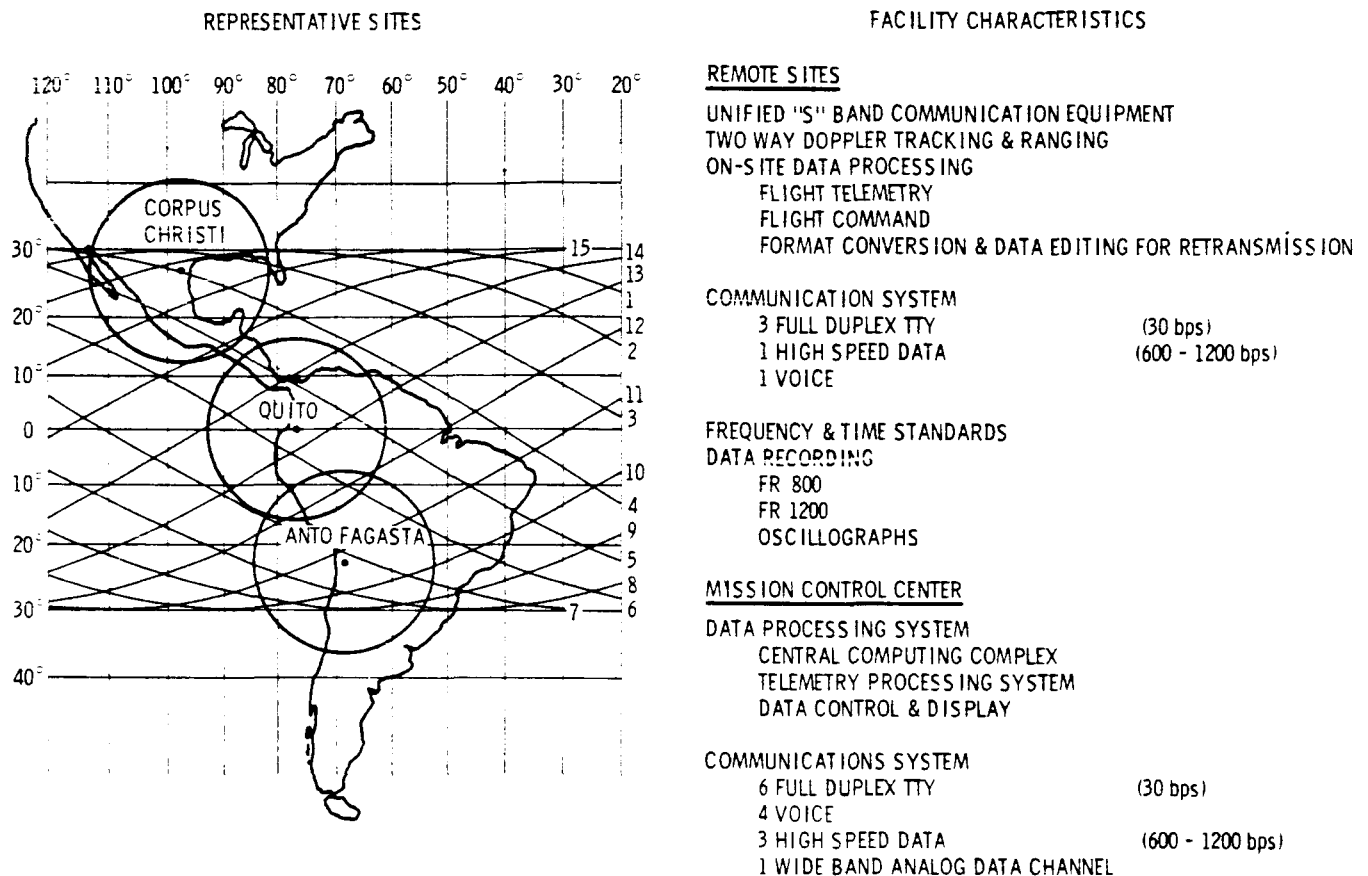 REPRESENTATIVE SITES
120° 110° 100° 90° 80° 70° 60° 50° 40° 30° 20°
CORPUS
CHRISTI
30°
20°
10°
QUITO
0
10°
ANTO FAGASTA
20°
30°
40°
15
14
13
1
12
2
11
3
10
4
9
5
8
7
6
FACILITY CHARACTERISTICS
REMOTE SITES
UNIFIED "S" BAND COMMUNICATION EQUIPMENT
TWO WAY DOPPLER TRACKING & RANGING
ON-SITE DATA PROCESSING
FLIGHT TELEMETRY
FLIGHT COMMAND
FORMAT CONVERSION & DATA EDITING FOR RETRANSMISSION
COMMUNICATION SYSTEM
3 FULL DUPLEX TTY (30 bps)
1 HIGH SPEED DATA (600 - 1200 bps)
1 VOICE
FREQUENCY & TIME STANDARDS
DATA RECORDING
FR 800
FR 1200
OSCILLOGRAPHS
MISSION CONTROL CENTER
DATA PROCESSING SYSTEM
CENTRAL COMPUTING COMPLEX
TELEMETRY PROCESSING SYSTEM
DATA CONTROL & DISPLAY
COMMUNICATIONS SYSTEM
6 FULL DUPLEX TTY (30 bps)
4 VOICE
3 HIGH SPEED DATA (600 - 1200 bps)
1 WIDE BAND ANALOG DATA CHANNEL